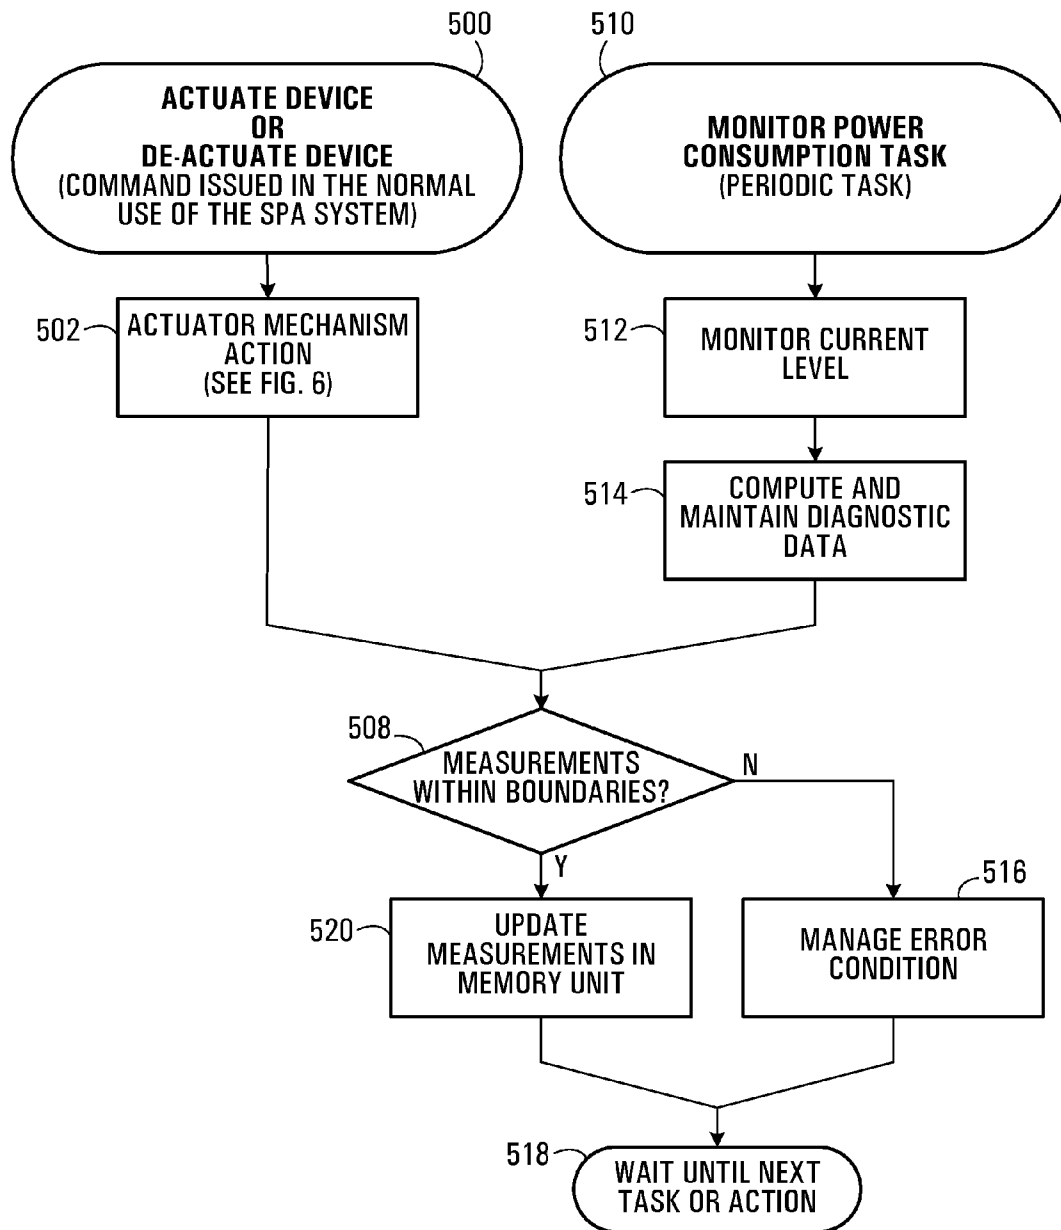 500
ACTUATE DEVICE
OR
DE-ACTUATE DEVICE
(COMMAND ISSUED IN THE NORMAL
USE OF THE SPA SYSTEM)
510
MONITOR POWER
CONSUMPTION TASK
(PERIODIC TASK)
502
ACTUATOR MECHANISM
ACTION
(SEE FIG. 6)
512
MONITOR CURRENT
LEVEL
514
COMPUTE AND
MAINTAIN DIAGNOSTIC
DATA
508
MEASUREMENTS
WITHIN BOUNDARIES?
N
Y
520
UPDATE
MEASUREMENTS IN
MEMORY UNIT
516
MANAGE ERROR
CONDITION
518
WAIT UNTIL NEXT
TASK OR ACTION